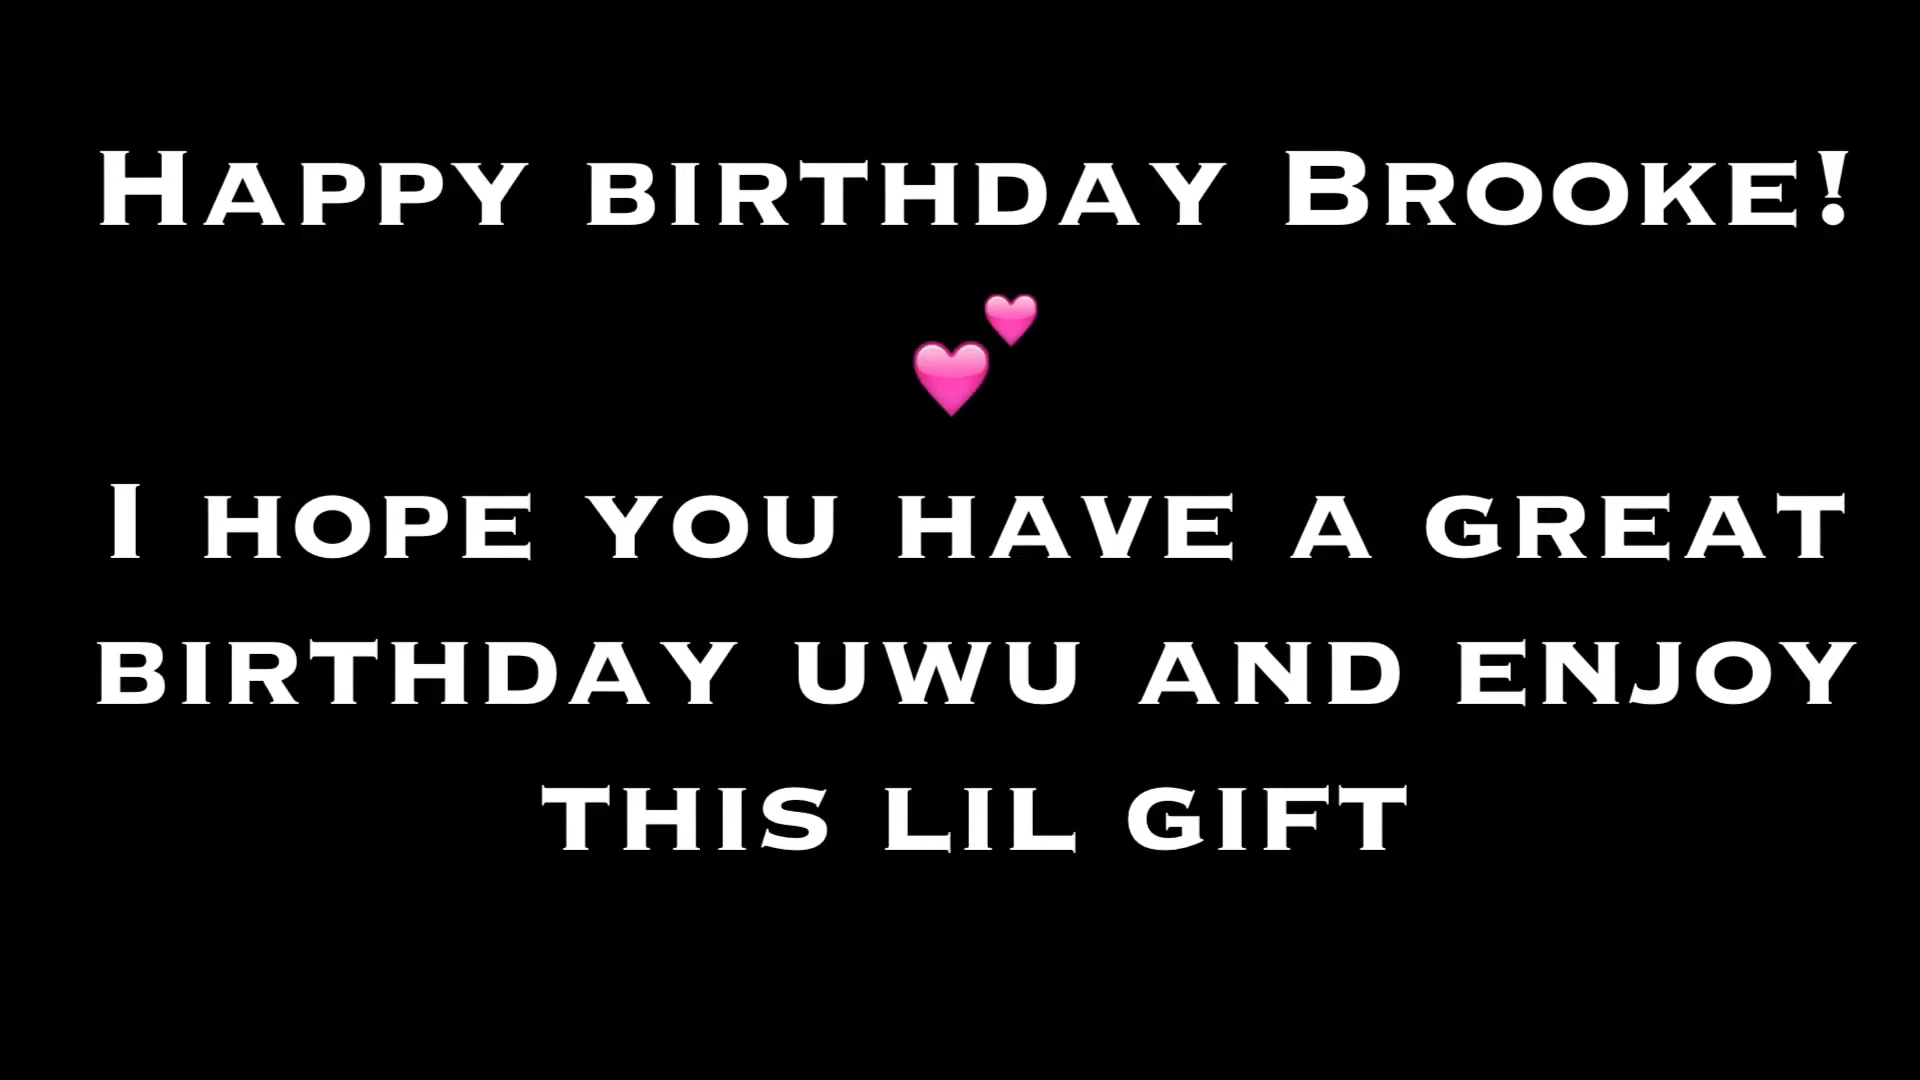 Happy birthday Brooke!
💕
I hope you have a great
birthday uwu and enjoy
this lil gift